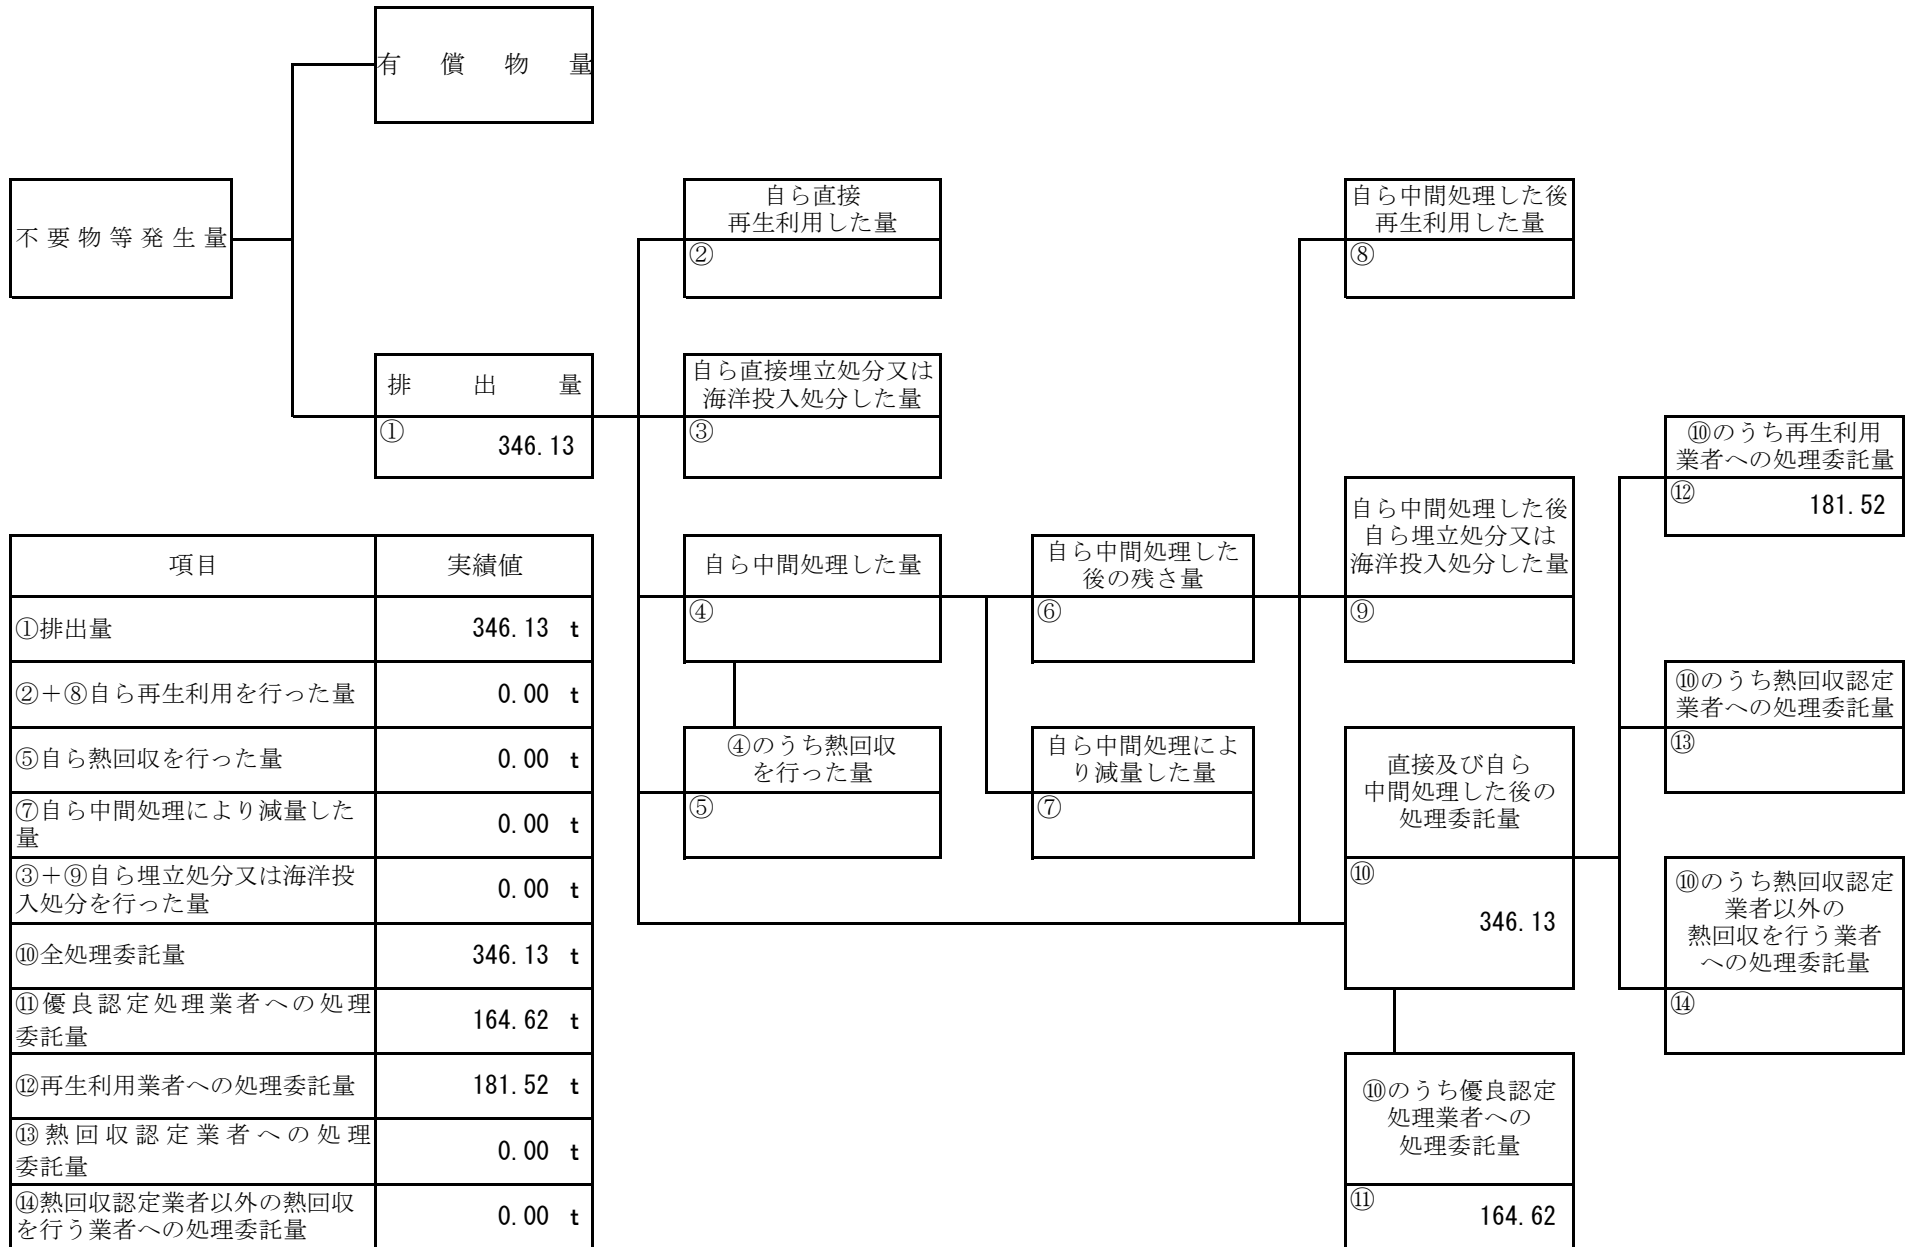 有償物量
不要物等発生量
自ら直接
再生利用した量
②
自ら中間処理した後
再生利用した量
⑧
排出量
① 346.13
自ら直接埋立処分又は
海洋投入処分した量
③
⑩のうち再生利用
業者への処理委託量
⑫ 181.52
自ら中間処理した量
④
自ら中間処理した
後の残さ量
⑥
自ら中間処理した後
自ら埋立処分又は
海洋投入処分した量
⑨
⑩のうち熱回収認定
業者への処理委託量
⑬
④のうち熱回収
を行った量
⑤
自ら中間処理によ
り減量した量
⑦
直接及び自ら
中間処理した後の
処理委託量
⑩
346.13
⑩のうち熱回収認定
業者以外の
熱回収を行う業者
への処理委託量
⑭
⑩のうち優良認定
処理業者への
処理委託量
⑪ 164.62
項目 実績値
①排出量 346.13 t
②＋⑧自ら再生利用を行った量 0.00 t
⑤自ら熱回収を行った量 0.00 t
⑦自ら中間処理により減量した
量 0.00 t
③＋⑨自ら埋立処分又は海洋投
入処分を行った量 0.00 t
⑩全処理委託量 346.13 t
⑪優良認定処理業者への処理
委託量 164.62 t
⑫再生利用業者への処理委託量 181.52 t
⑬熱回収認定業者への処理
委託量 0.00 t
⑭熱回収認定業者以外の熱回収
を行う業者への処理委託量 0.00 t